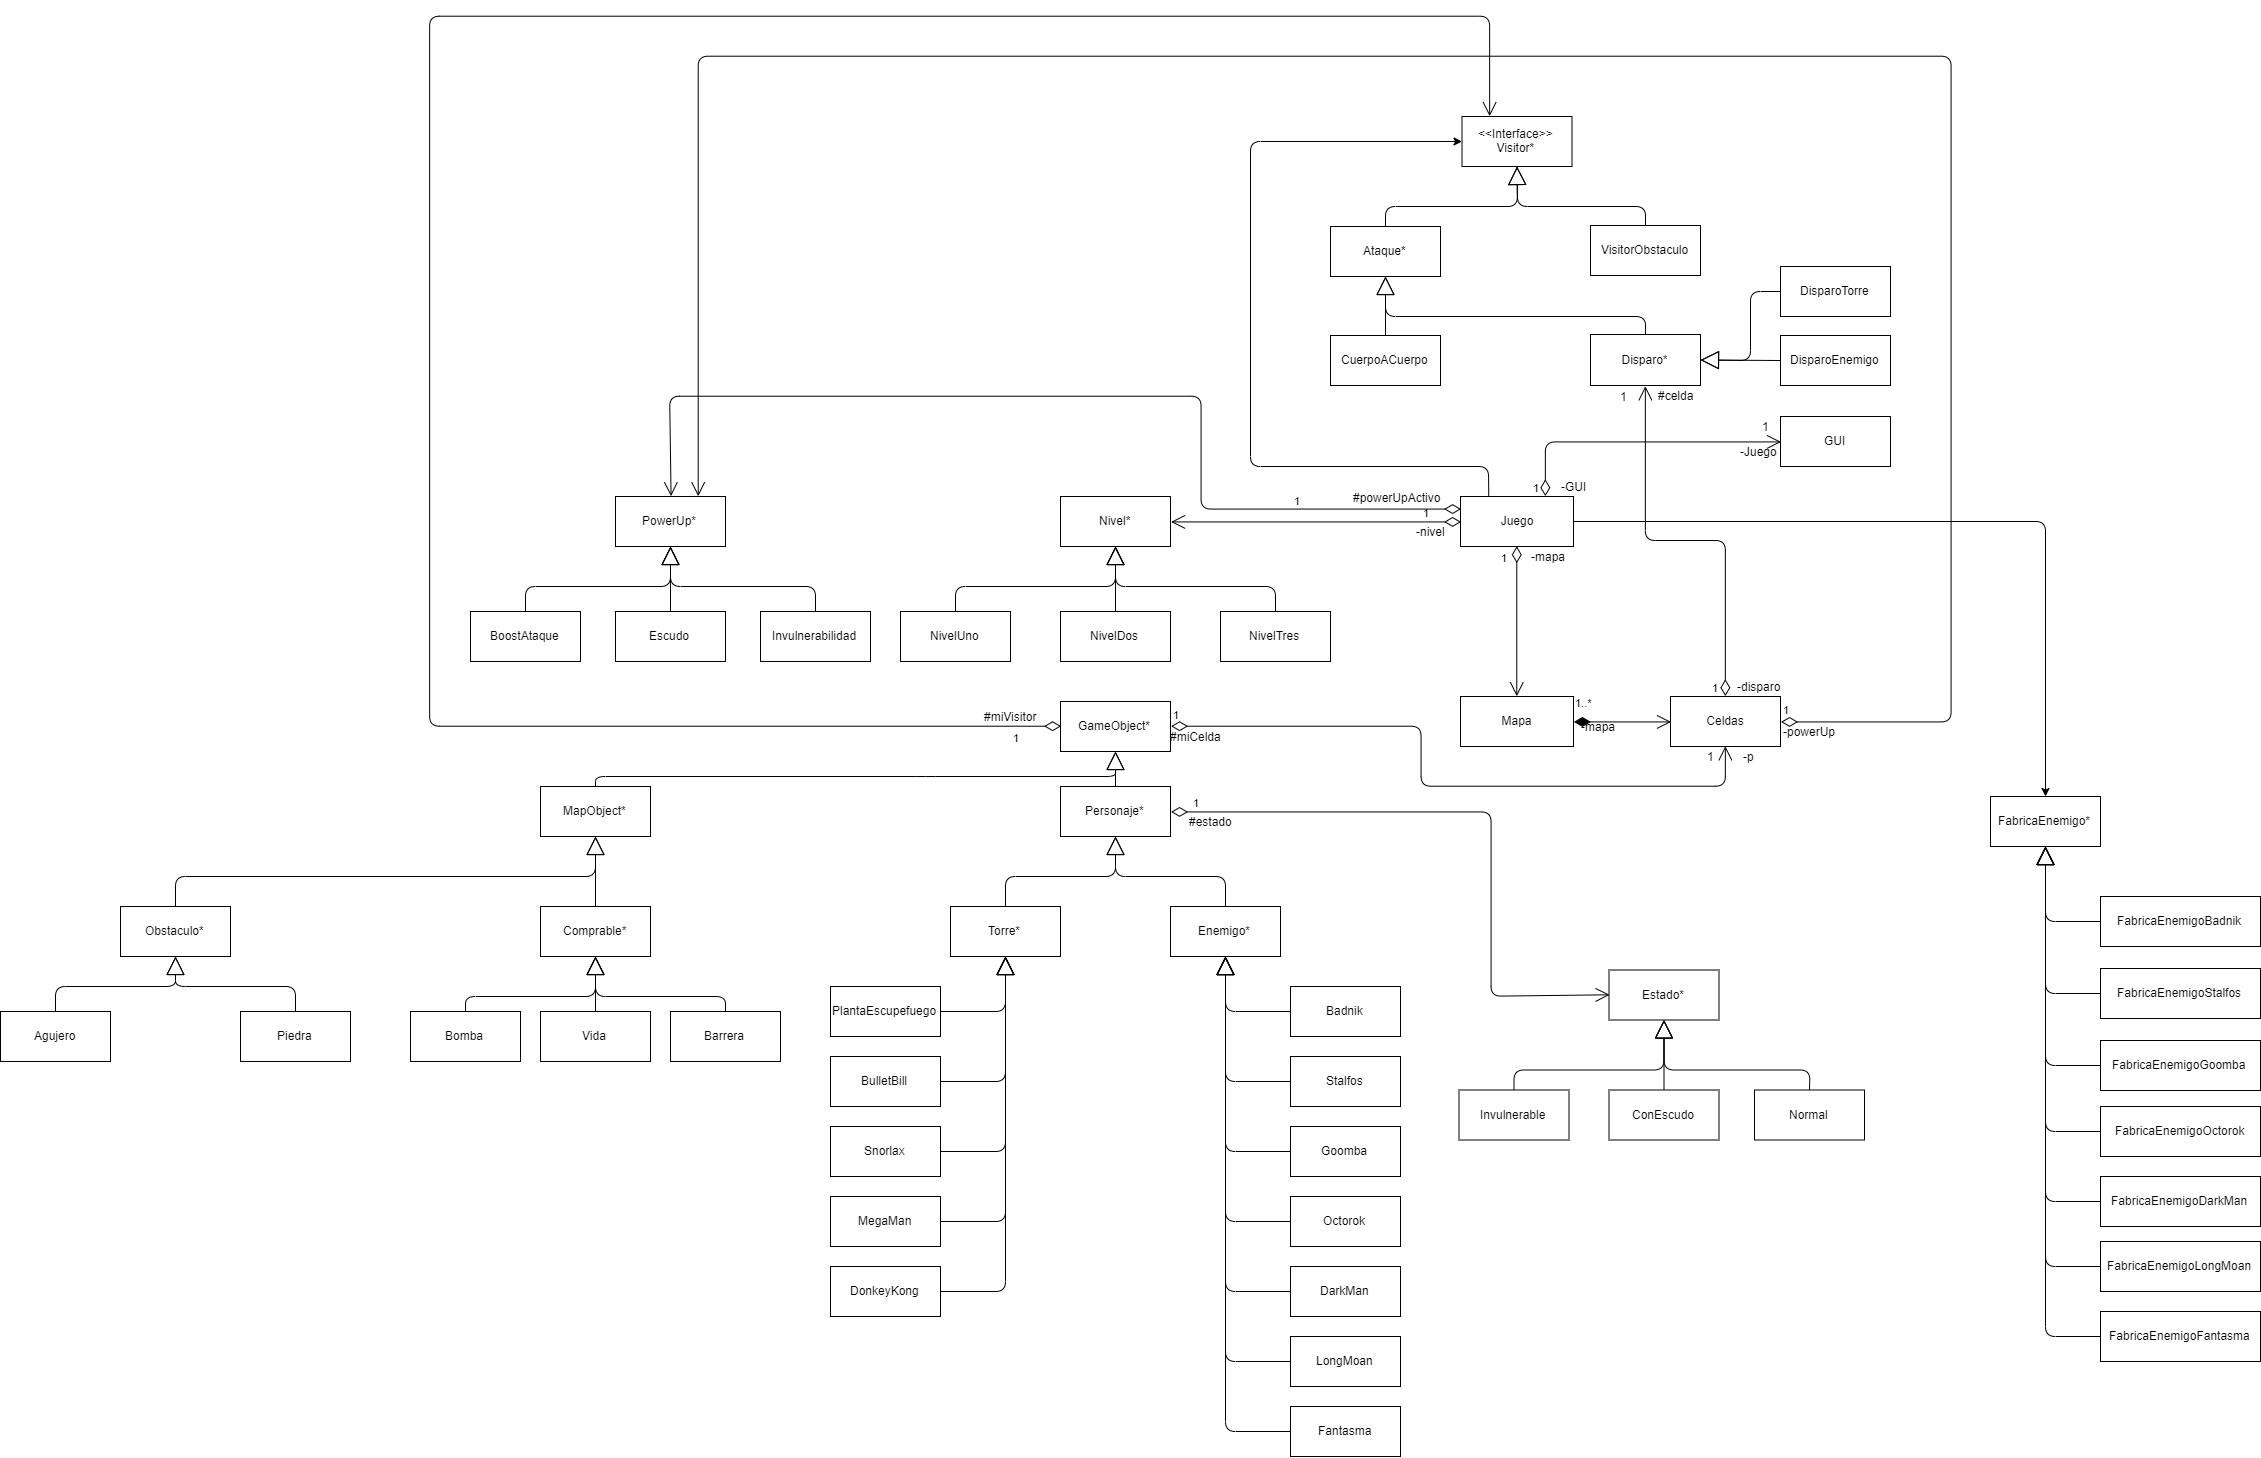 <<Interface>>
Visitor*
Ataque*
VisitorObstaculo
DisparoTorre
CuerpoACuerpo
Disparo*
DisparoEnemigo
1
#celda
1
GUI
-Juego
1
-GUI
#powerUpActivo
1
1
-nivel
PowerUp*
Nivel*
Juego
1
-mapa
BoostAtaque
Escudo
Invulnerabilidad
NivelUno
NivelDos
NivelTres
1
-disparo
#miVisitor
1
GameObject*
1
#miCelda
Mapa
1..*
-mapa
Celdas
1
-powerUp
1
-p
MapObject*
Personaje*
1
#estado
FabricaEnemigo*
Obstaculo*
Comprable*
Torre*
Enemigo*
FabricaEnemigoBadnik
Agujero
Piedra
Bomba
Vida
Barrera
PlantaEscupefuego
Badnik
Estado*
FabricaEnemigoStalfos
BulletBill
Stalfos
FabricaEnemigoGoomba
Invulnerable
ConEscudo
Normal
FabricaEnemigoOctorok
Snorlax
Goomba
MegaMan
Octorok
FabricaEnemigoDarkMan
DonkeyKong
DarkMan
FabricaEnemigoLongMoan
LongMoan
FabricaEnemigoFantasma
Fantasma